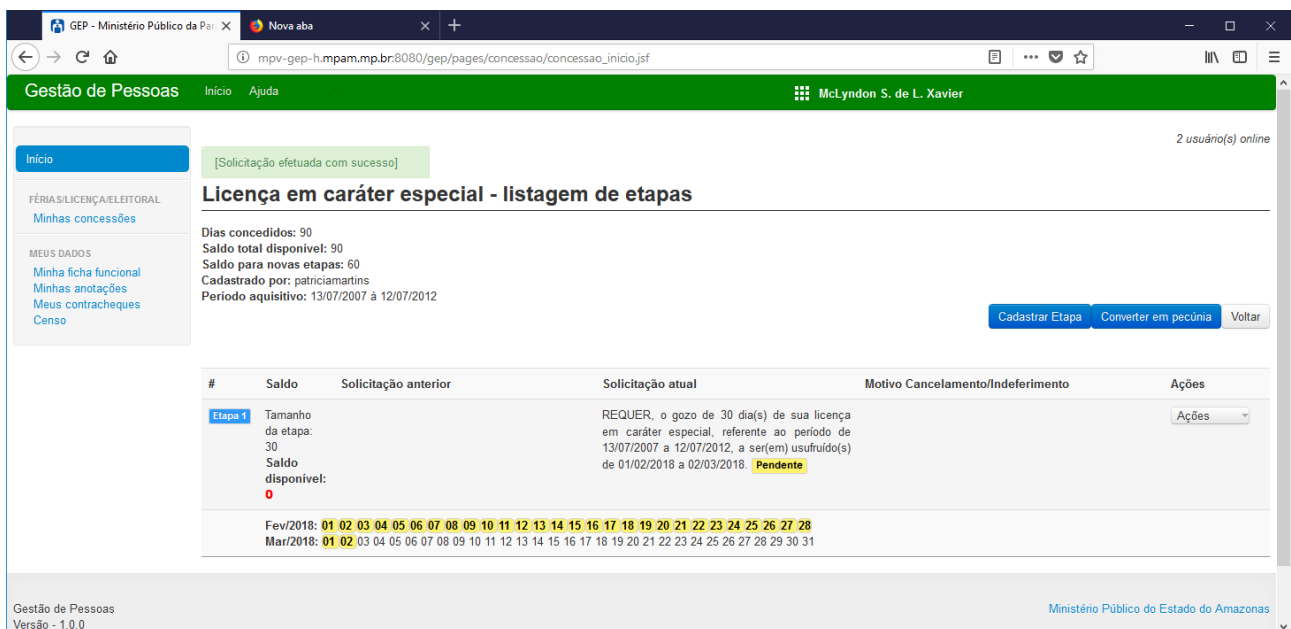 GEP - Ministério Público da Par
Nova aba
mpv-gep-h.mpam.mp.br:8080/gep/pages/concessao/concessao_inicio.jsf
Gestão de Pessoas Início Ajuda McLyndon S. de L. Xavier
2 usuário(s) online
Início
[Solicitação efetuada com sucesso]
Licença em caráter especial - listagem de etapas
FÉRIAS/LICENÇA/ELEITORAL
Minhas concessões
MEUS DADOS
Minha ficha funcional
Minhas anotações
Meus contracheques
Censo
Dias concedidos: 90
Saldo total disponível: 90
Saldo para novas etapas: 60
Cadastrado por: patriciamartins
Período aquisitivo: 13/07/2007 à 12/07/2012
Cadastrar Etapa Converter em pecúnia Voltar
# Saldo Solicitação anterior Solicitação atual Motivo Cancelamento/Indeferimento Ações
Etapa 1
Tamanho
da etapa:
30
Saldo
disponível:
0
REQUER, o gozo de 30 dia(s) de sua licença
em caráter especial, referente ao período de
13/07/2007 a 12/07/2012, a ser(em) usufruído(s)
de 01/02/2018 a 02/03/2018. Pendente
Ações
Fev/2018: 01 02 03 04 05 06 07 08 09 10 11 12 13 14 15 16 17 18 19 20 21 22 23 24 25 26 27 28
Mar/2018: 01 02 03 04 05 06 07 08 09 10 11 12 13 14 15 16 17 18 19 20 21 22 23 24 25 26 27 28 29 30 31
Gestão de Pessoas
Versão - 1.0.0
Ministério Público do Estado do Amazonas